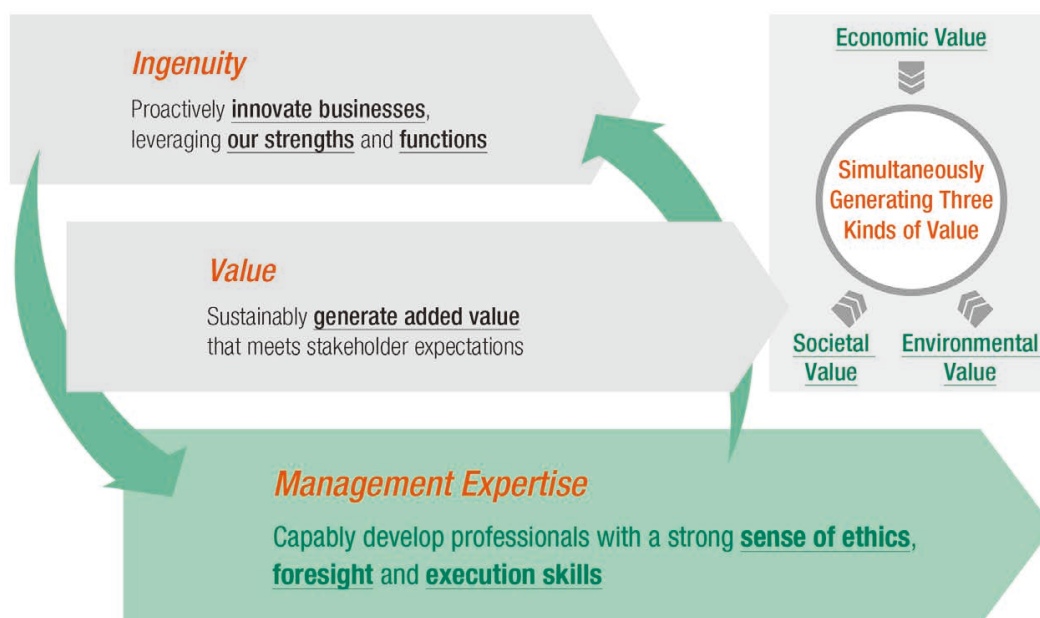 Ingenuity
Proactively innovate businesses,
leveraging our strengths and functions
Value
Sustainably generate added value
that meets stakeholder expectations
Management Expertise
Capably develop professionals with a strong sense of ethics,
foresight and execution skills
Economic Value
Simultaneously
Generating Three
Kinds of Value
Societal
Value
Environmental
Value